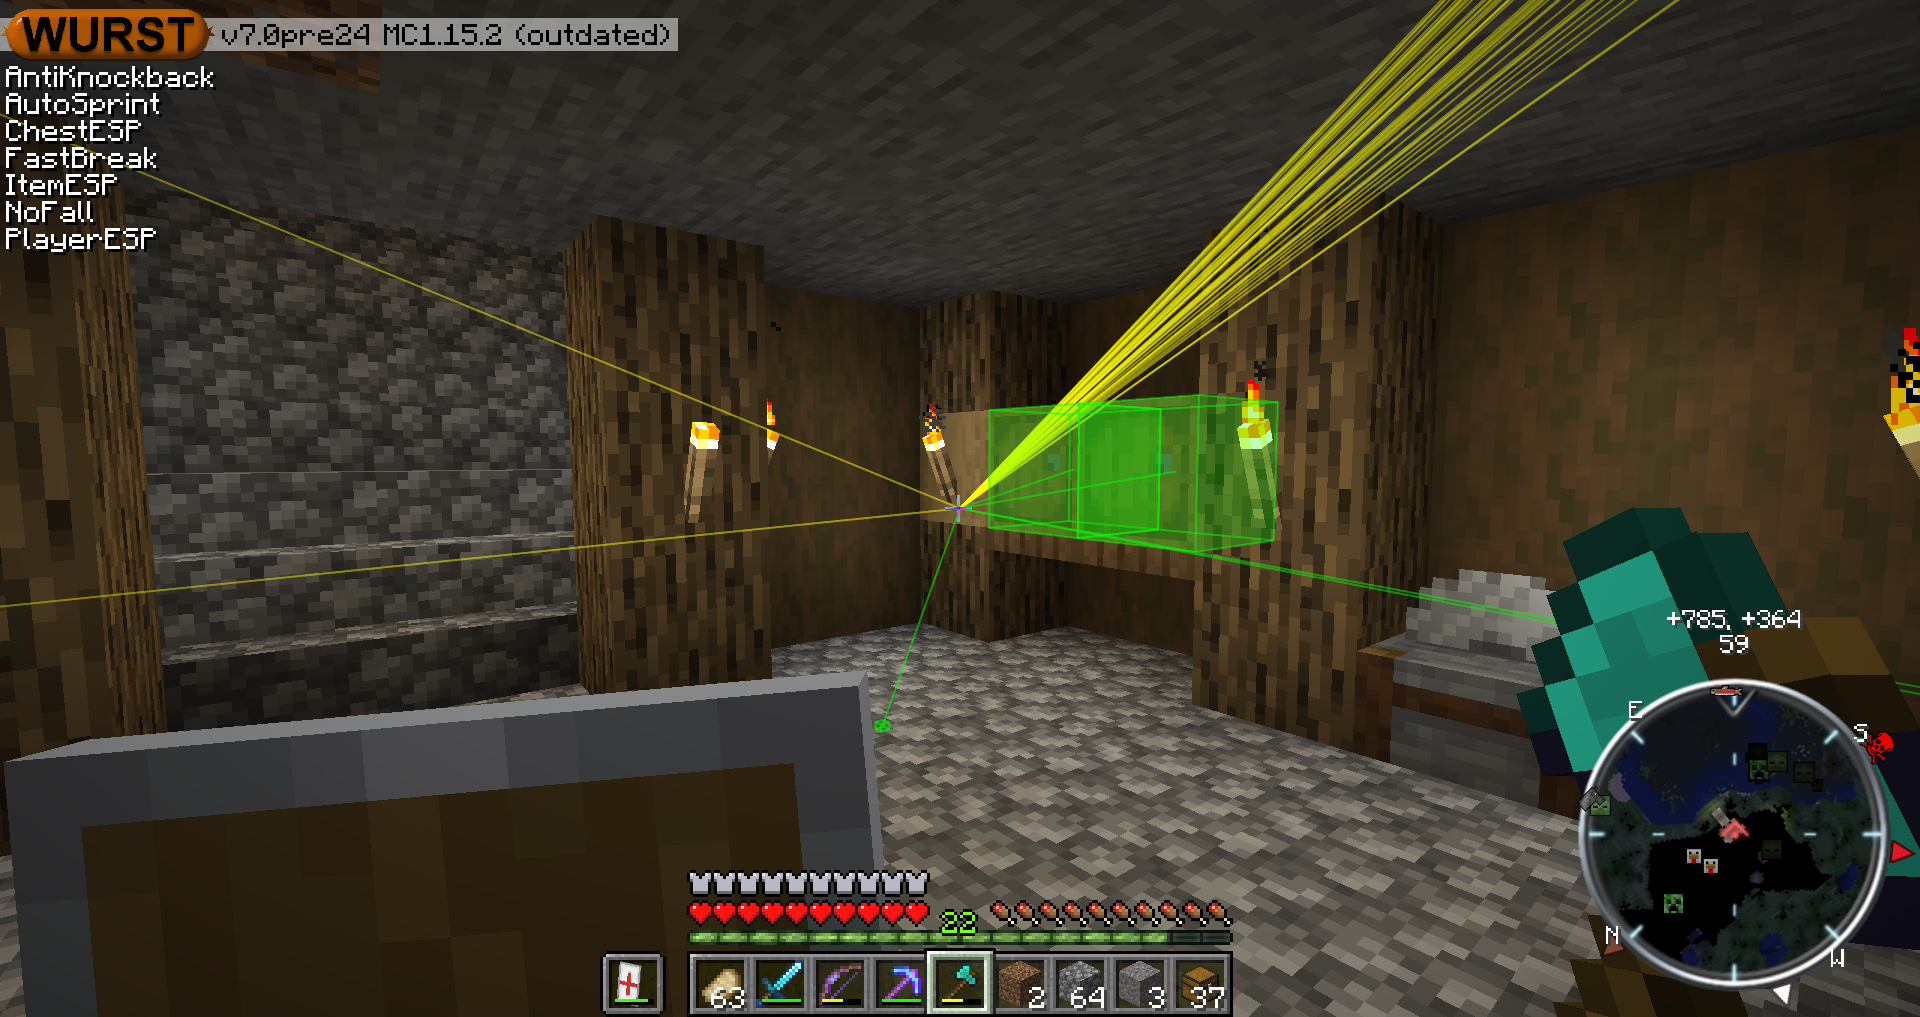 WURST v7.0pre24 MC1.15.2 (outdated)
AntiKnockback
AutoSprint
ChestESP
FastBreak
ItemESP
NoFall
PlayerESP
+785, +364
59
E
S
N
W
22
63
2
64
3
37